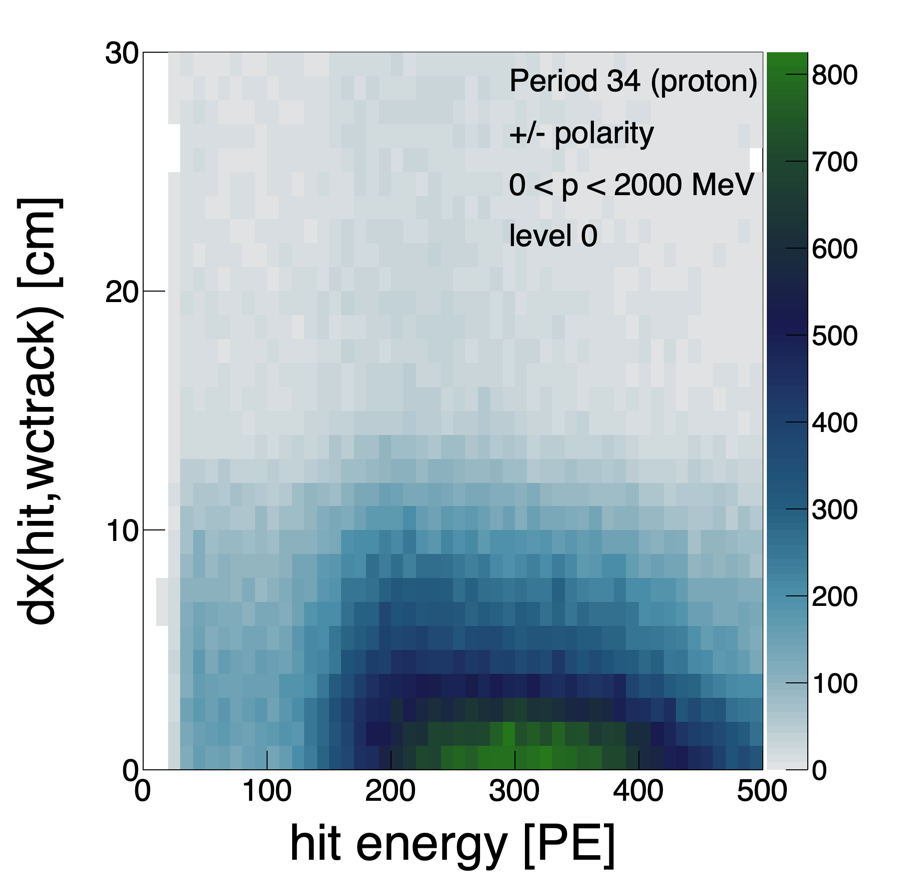 30
20
10
0
dx(hit,wctrack) [cm]
Period 34 (proton)
+/- polarity
0 < p < 2000 MeV
level 0
800
700
600
500
400
300
200
100
0
0 100 200 300 400 500
hit energy [PE]